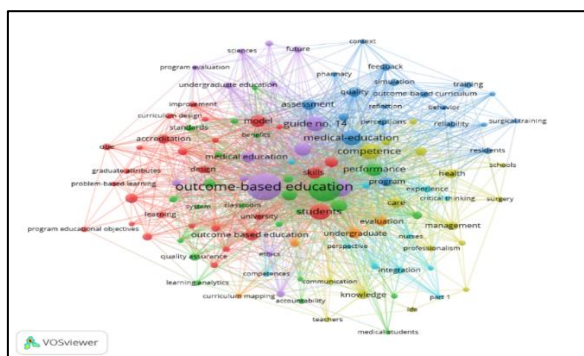 context
sciences
future
program evaluation
feedback
pharmacy
simulation
training
undergraduate education
quality
outcome-based curriculum
improvement
assessment
reflection
behavior
surgical training
curriculum design
model
guide no. 14
perceptions
reliability
standards
benefits
accreditation
medical-education
residents
medical education
competence
schools
design
skills
performance
health
graduate attributes
program
problem-based learning
outcome-based education
experience
surgery
system
classroom
care
critical thinking
learning
university
students
evaluation
management
program educational objectives
outcome based education
undergraduate
nurses
professionalism
perspective
quality assurance
ethics
integration
learning analytics
competences
communication
knowledge
part 1
curriculum mapping
accountability
life
teachers
medical students
VOSviewer